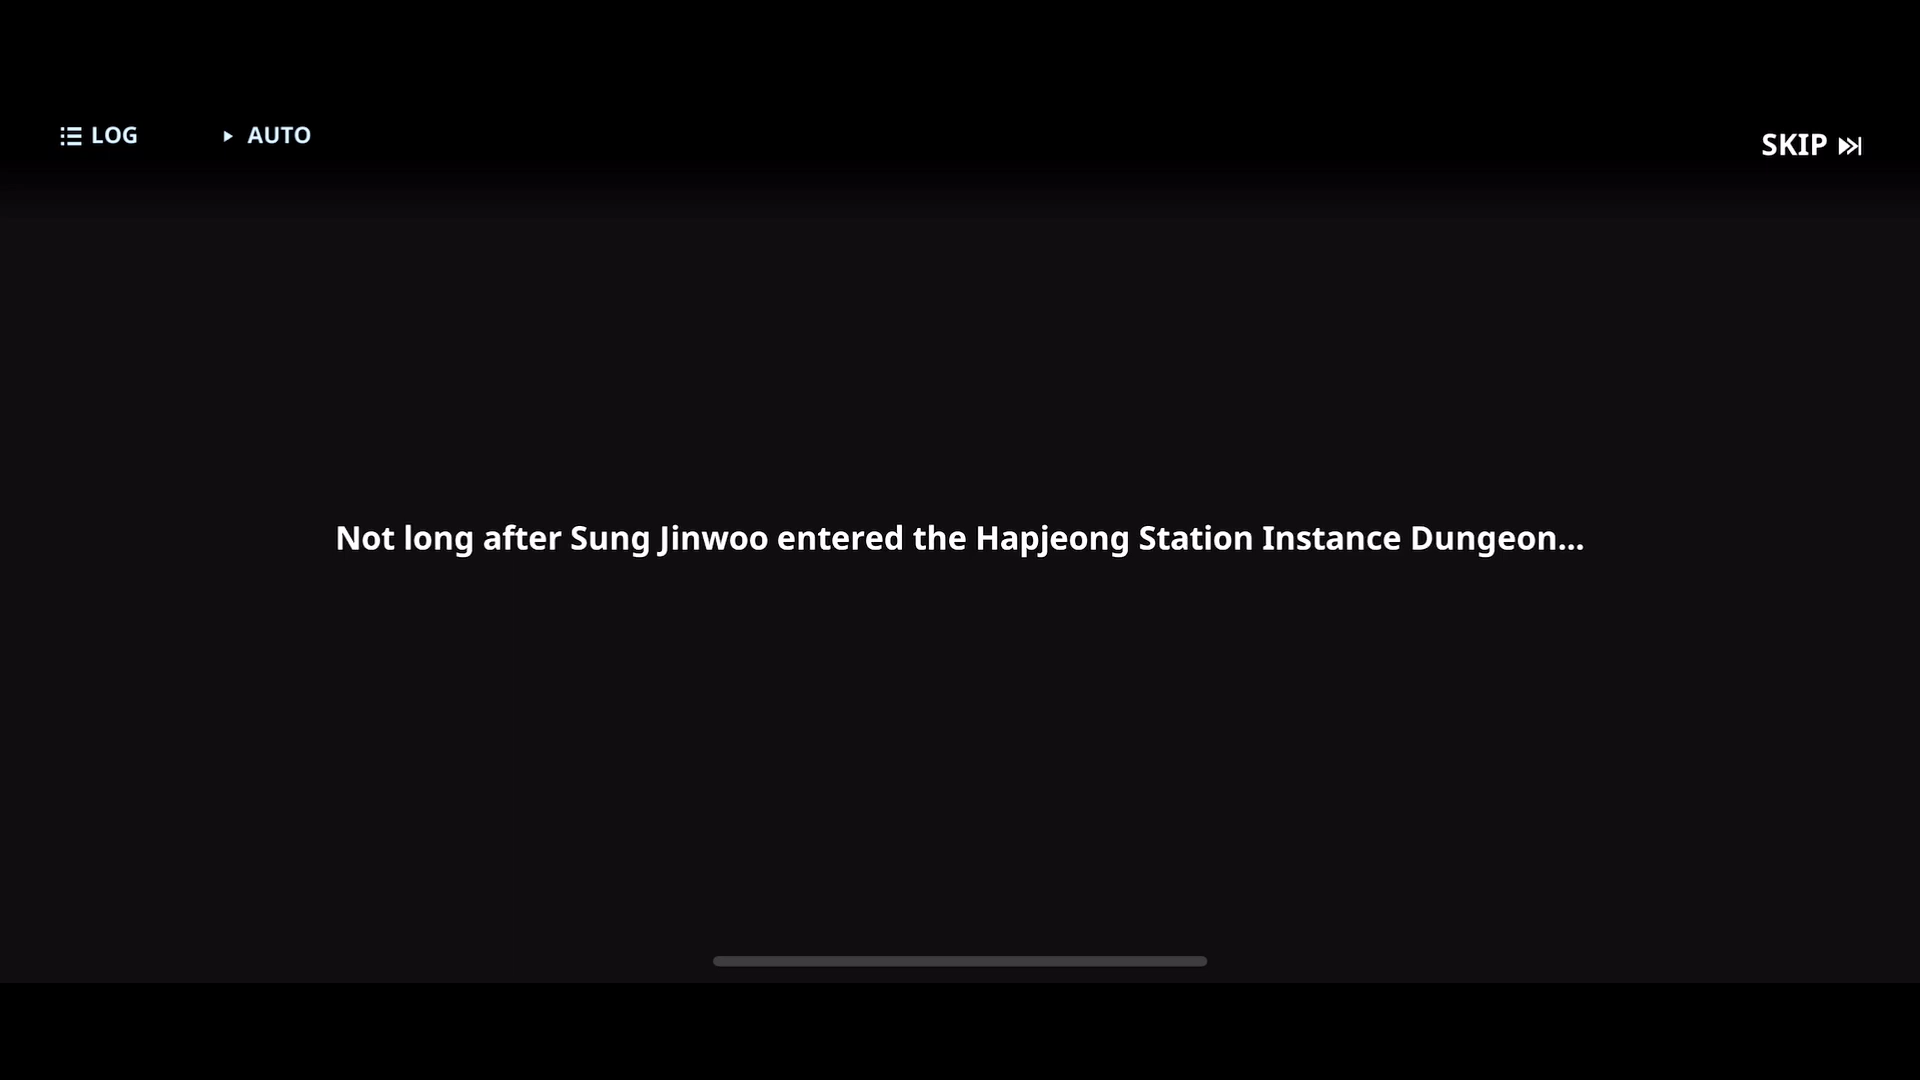 LOG
AUTO
SKIP
Not long after Sung Jinwoo entered the Hapjeong Station Instance Dungeon...